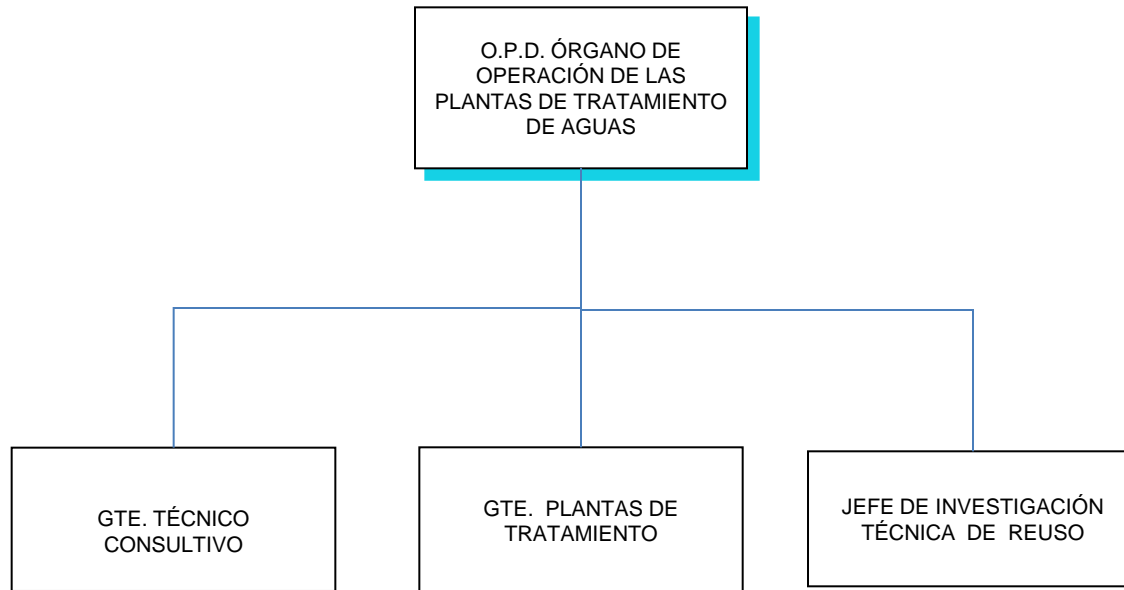 O.P.D. ÓRGANO DE
OPERACIÓN DE LAS
PLANTAS DE TRATAMIENTO
DE AGUAS
GTE. TÉCNICO
CONSULTIVO
GTE. PLANTAS DE
TRATAMIENTO
JEFE DE INVESTIGACIÓN
TÉCNICA DE REUSO